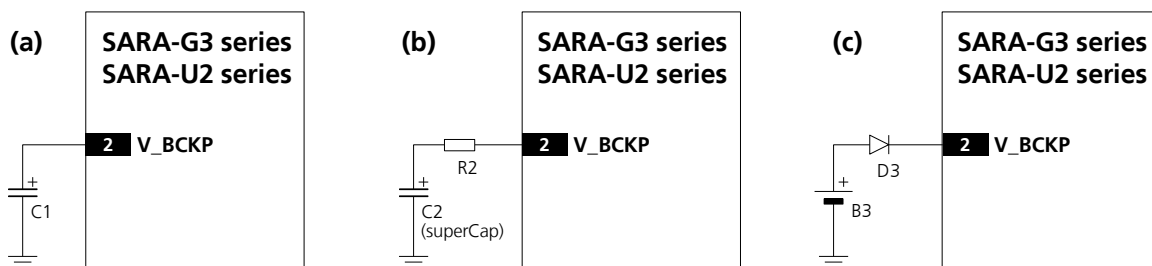 (a)
SARA-G3 series
SARA-U2 series
2 V_BCKP
+
C1
(b)
SARA-G3 series
SARA-U2 series
2 V_BCKP
R2
+
C2
(superCap)
(c)
SARA-G3 series
SARA-U2 series
2 V_BCKP
D3
+
B3